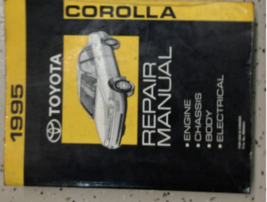 1995
TOYOTA
COROLLA
REPAIR
MANUAL
• ENGINE
• CHASSIS
• BODY
• ELECTRICAL